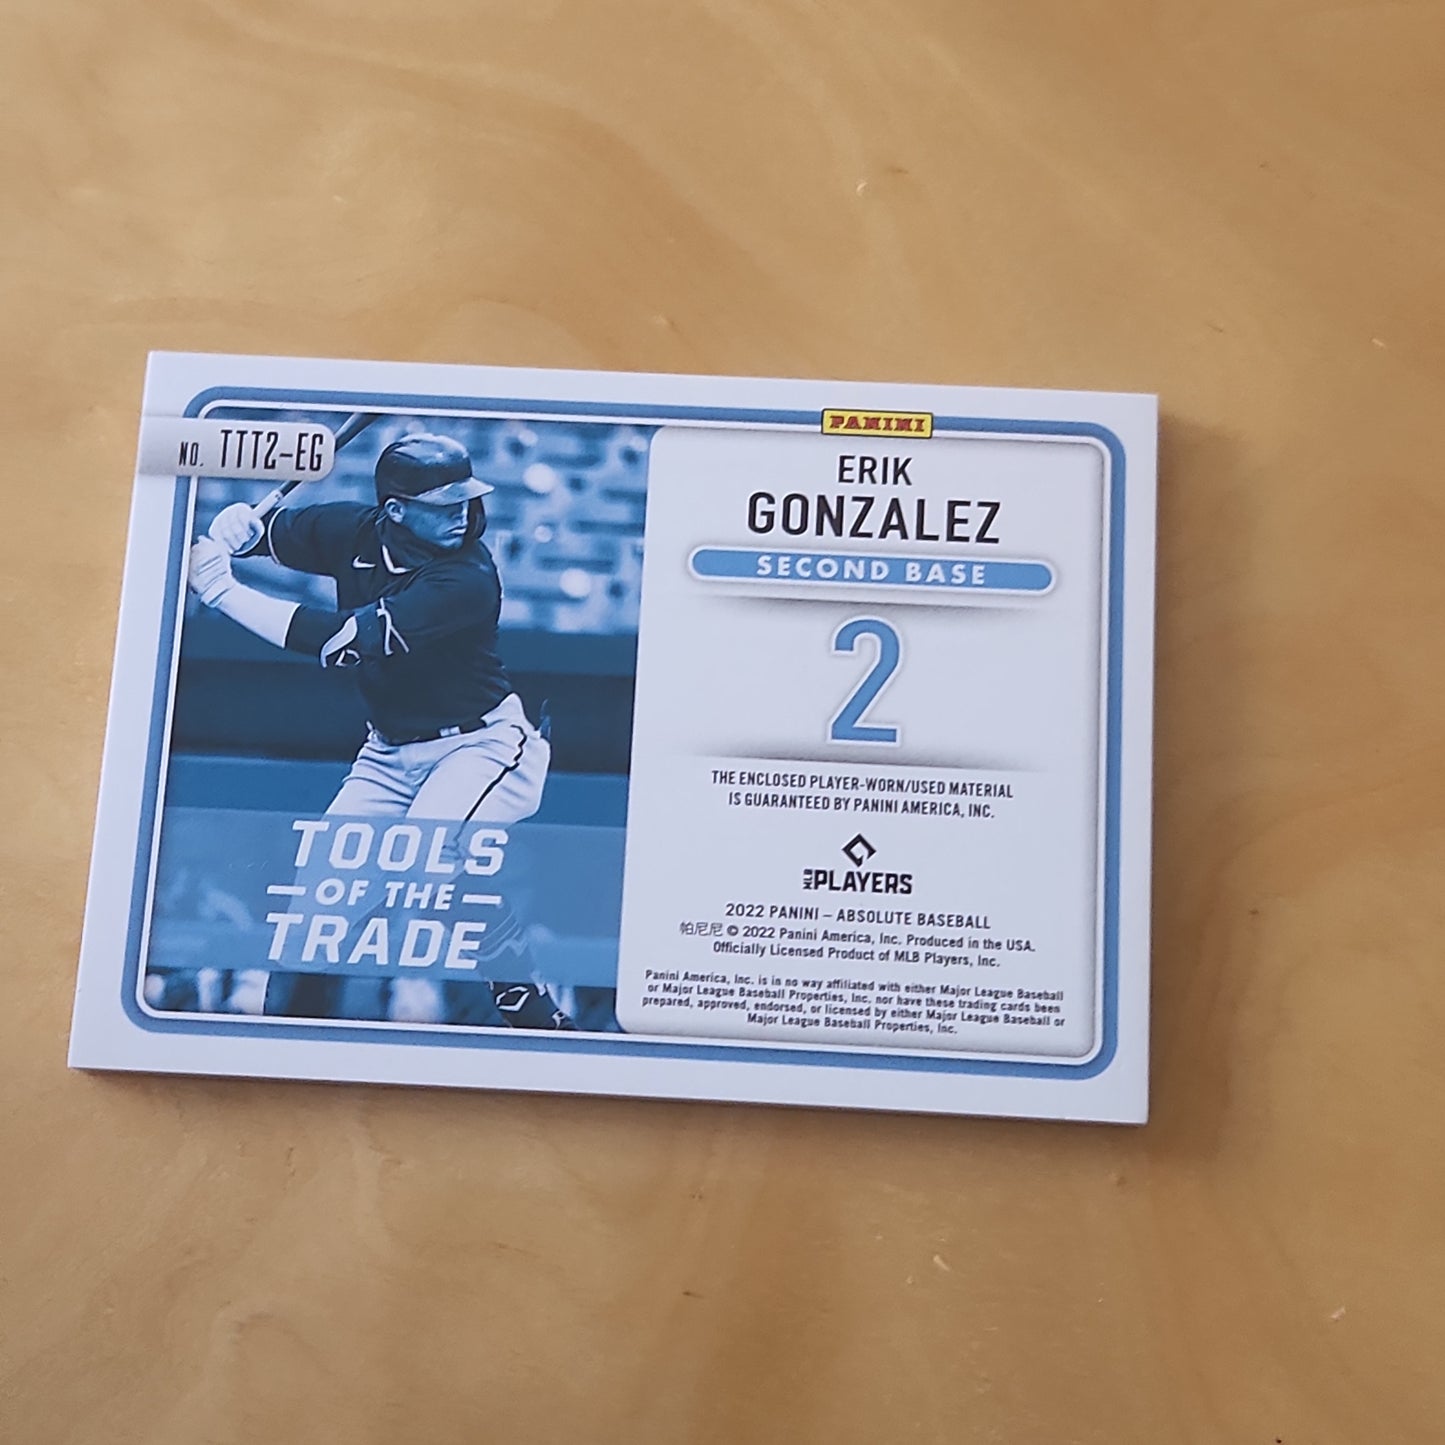 NO. TTT2-EG
PANINI
ERIK
GONZALEZ
SECOND BASE
2
THE ENCLOSED PLAYER-WORN/USED MATERIAL
IS GUARANTEED BY PANINI AMERICA, INC.
MLB PLAYERS
2022 PANINI – ABSOLUTE BASEBALL
帕尼尼 © 2022 Panini America, Inc. Produced in the USA.
Officially Licensed Product of MLB Players, Inc.
Panini America, Inc. is in no way affiliated with either Major League Baseball
or Major League Baseball Properties, Inc. nor have these trading cards been
prepared, approved, endorsed, or licensed by either Major League Baseball or
Major League Baseball Properties, Inc.
TOOLS
–OF THE–
TRADE